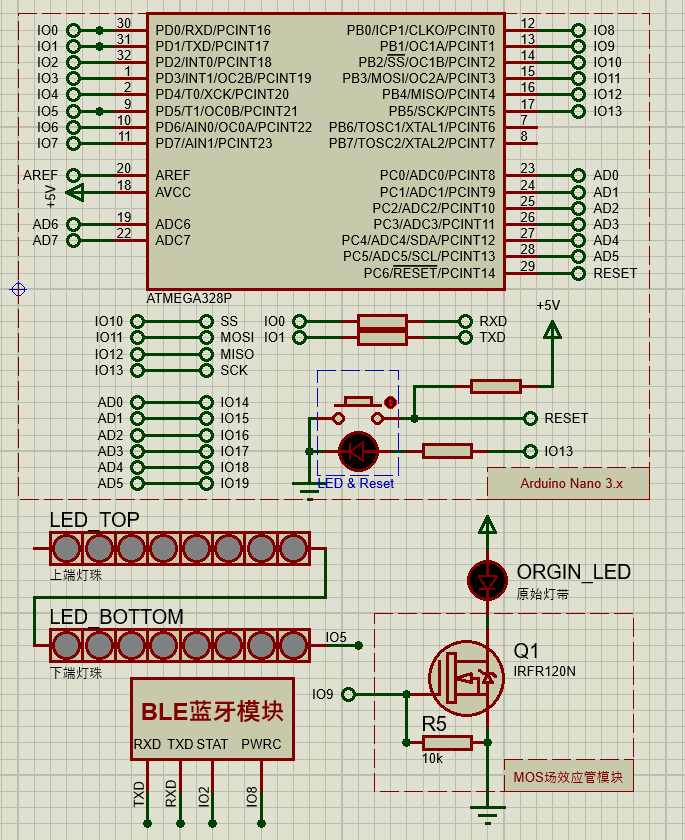 IO0 30 PD0/RXD/PCINT16 PB0/ICP1/CLKO/PCINT0 12 IO8
IO1 31 PD1/TXD/PCINT17 PB1/OC1A/PCINT1 13 IO9
IO2 32 PD2/INT0/PCINT18 PB2/SS/OC1B/PCINT2 14 IO10
IO3 1 PD3/INT1/OC2B/PCINT19 PB3/MOSI/OC2A/PCINT3 15 IO11
IO4 2 PD4/T0/XCK/PCINT20 PB4/MISO/PCINT4 16 IO12
IO5 9 PD5/T1/OC0B/PCINT21 PB5/SCK/PCINT5 17 IO13
IO6 10 PD6/AIN0/OC0A/PCINT22 PB6/TOSC1/XTAL1/PCINT6 7
IO7 11 PD7/AIN1/PCINT23 PB7/TOSC2/XTAL2/PCINT7 8
AREF 20 AREF PC0/ADC0/PCINT8 23 AD0
+5V 18 AVCC PC1/ADC1/PCINT9 24 AD1
PC2/ADC2/PCINT10 25 AD2
AD6 19 ADC6 PC3/ADC3/PCINT11 26 AD3
AD7 22 ADC7 PC4/ADC4/SDA/PCINT12 27 AD4
PC5/ADC5/SCL/PCINT13 28 AD5
PC6/RESET/PCINT14 29 RESET
ATMEGA328P
+5V
IO10 SS IO0 RXD
IO11 MOSI IO1 TXD
IO12 MISO
IO13 SCK
AD0 IO14
AD1 IO15 RESET
AD2 IO16
AD3 IO17 IO13
AD4 IO18
AD5 IO19 LED & Reset Arduino Nano 3.x
LED_TOP
上端灯珠
ORGIN_LED
原始灯带
LED_BOTTOM
IO5
下端灯珠
Q1
IRFR120N
IO9
BLE蓝牙模块
R5
RXD TXD STAT PWRC
10k
MOS场效应管模块
TXD RXD IO2 IO8